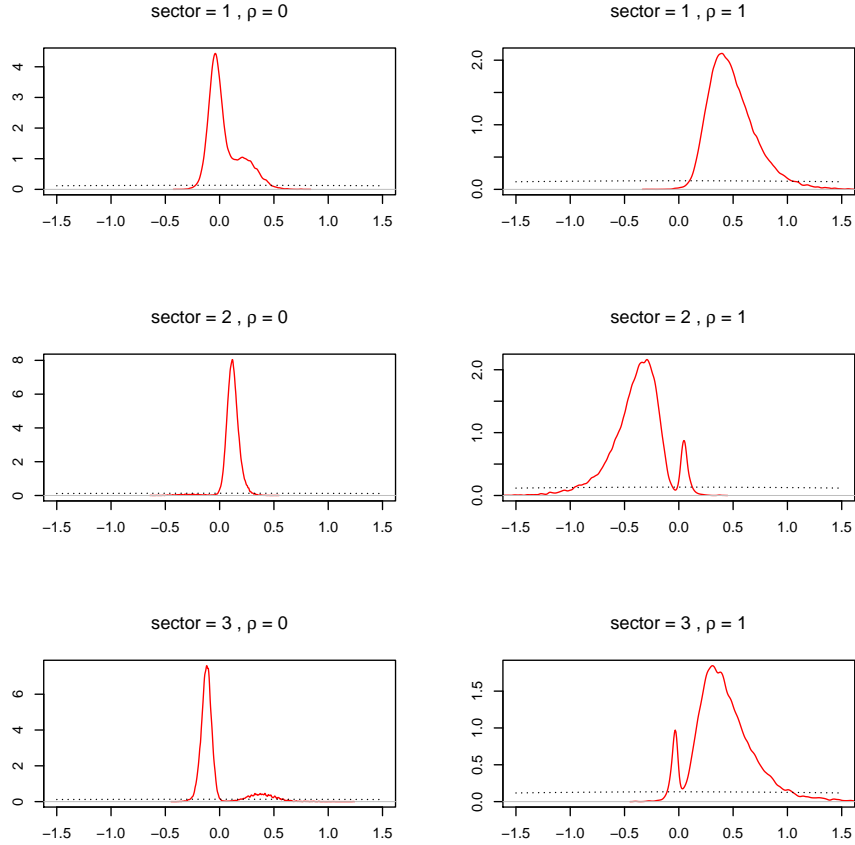 sector = 1 , ρ = 0
0 1 2 3 4
−1.5 −1.0 −0.5 0.0 0.5 1.0 1.5
sector = 1 , ρ = 1
0.0 1.0 2.0
−1.5 −1.0 −0.5 0.0 0.5 1.0 1.5
sector = 2 , ρ = 0
0 2 4 6 8
−1.5 −1.0 −0.5 0.0 0.5 1.0 1.5
sector = 2 , ρ = 1
0.0 1.0 2.0
−1.5 −1.0 −0.5 0.0 0.5 1.0 1.5
sector = 3 , ρ = 0
0 2 4 6
−1.5 −1.0 −0.5 0.0 0.5 1.0 1.5
sector = 3 , ρ = 1
0.0 0.5 1.0 1.5
−1.5 −1.0 −0.5 0.0 0.5 1.0 1.5